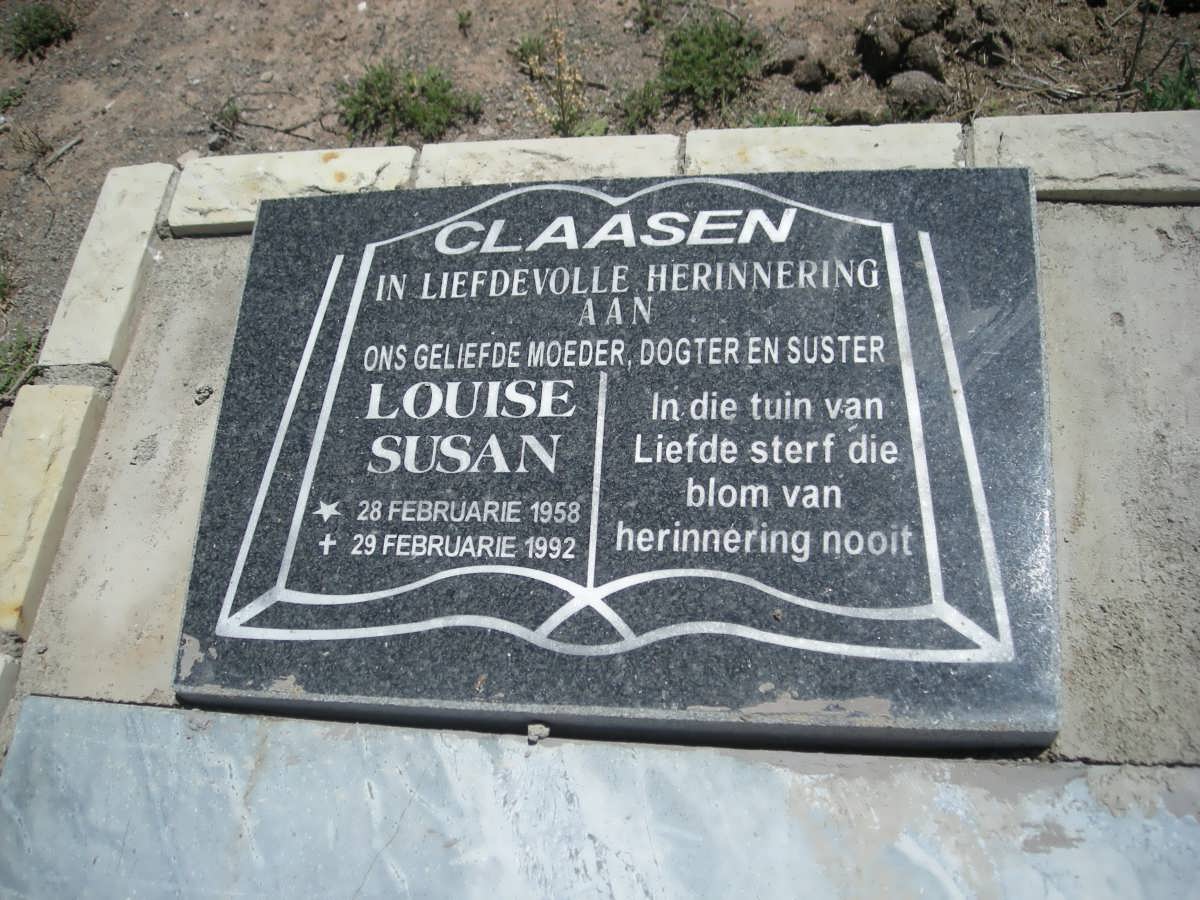 CLAASEN
IN LIEFDEVOLLE HERINNERING
AAN
ONS GELIEFDE MOEDER, DOGTER EN SUSTER
LOUISE
SUSAN
★ 28 FEBRUARIE 1958
+ 29 FEBRUARIE 1992
In die tuin van
Liefde sterf die
blom van
herinnering nooit